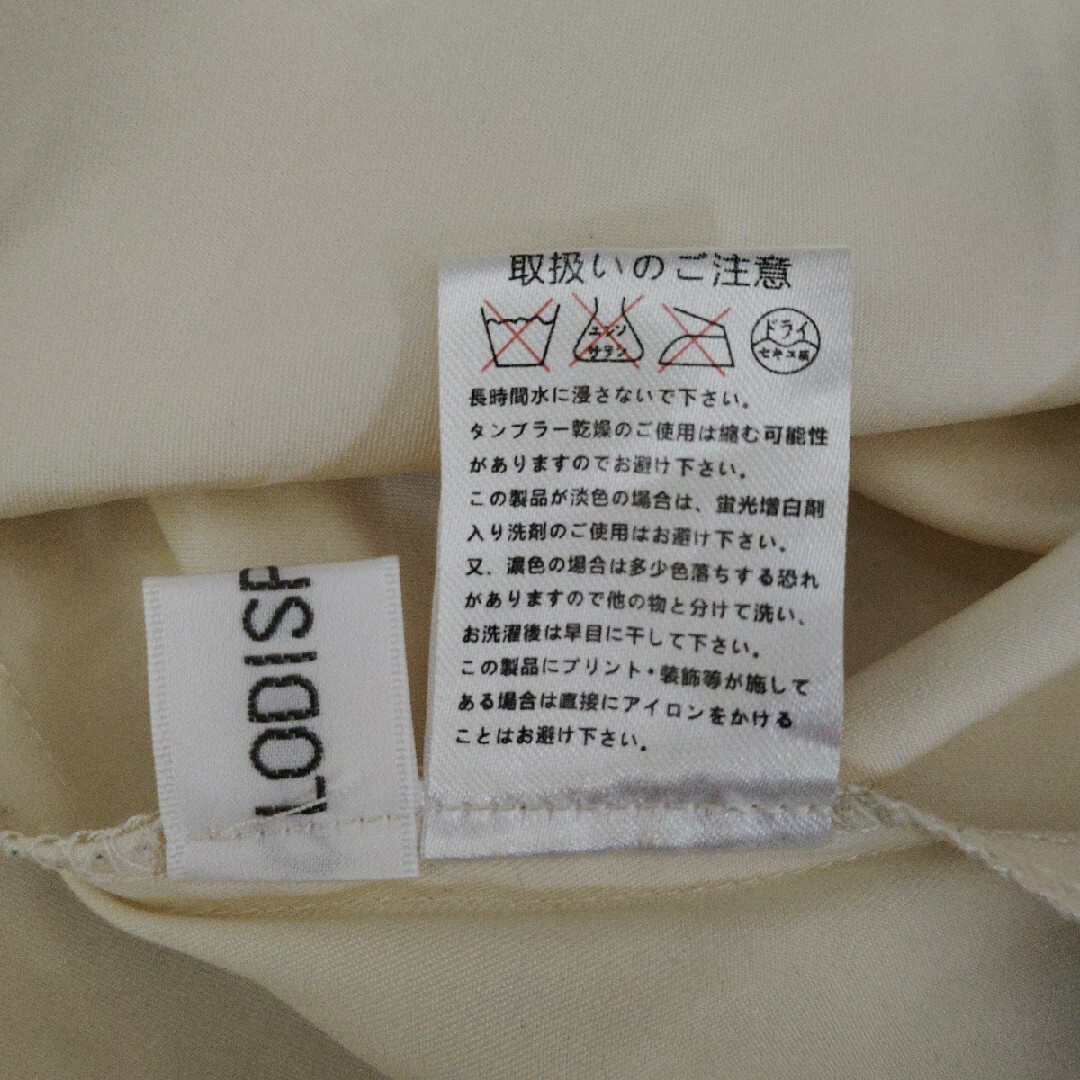 取扱いのご注意
エンソ
サラシ
ドライ
セキユ系
長時間水に浸さないで下さい。
タンブラー乾燥のご使用は縮む可能性
がありますのでお避け下さい。
この製品が淡色の場合は、蛍光増白剤
入り洗剤のご使用はお避け下さい。
又、濃色の場合は多少色落ちする恐れ
がありますので他の物と分けて洗い、
お洗濯後は早目に干して下さい。
この製品にプリント・装飾等が施して
ある場合は直接にアイロンをかける
ことはお避け下さい。
LODISP